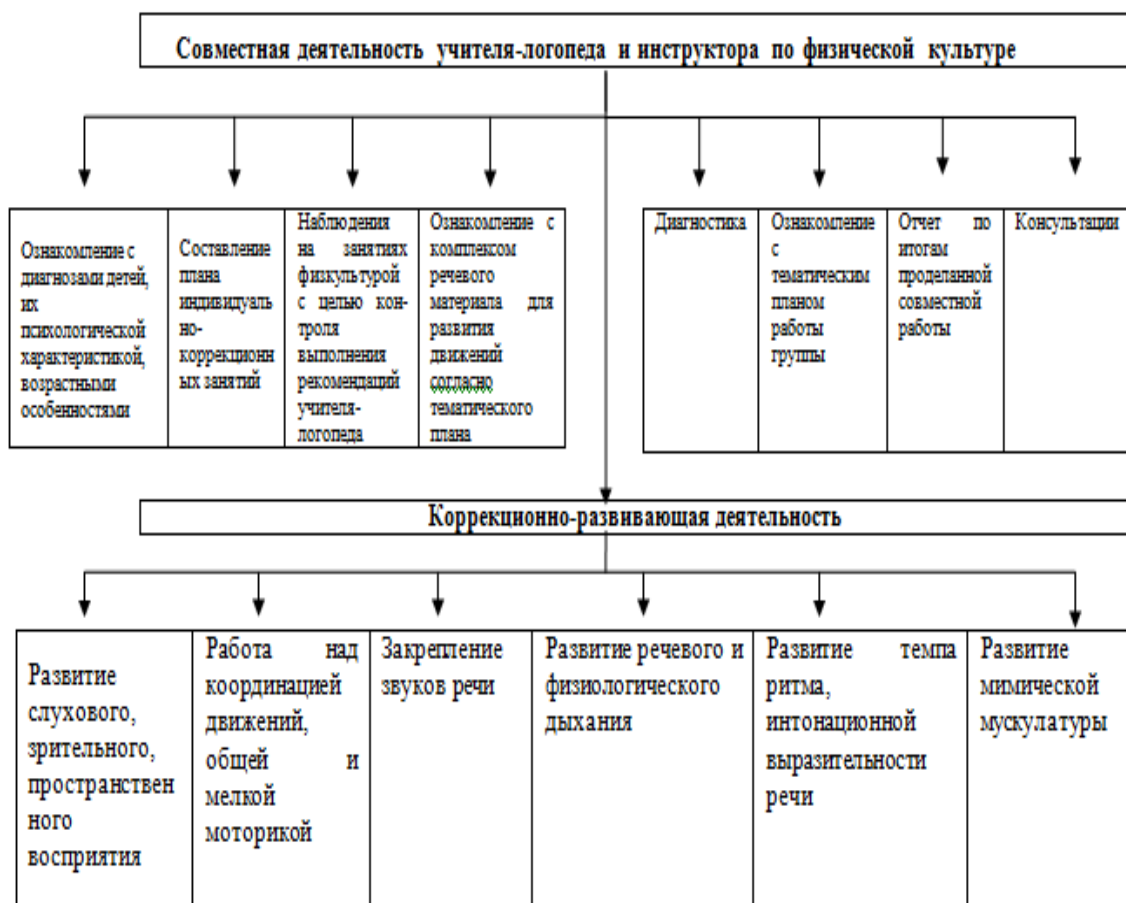 Совместная деятельность учителя-логопеда и инструктора по физической культуре
Ознакомление с
диагнозами детей,
их
психологической
характеристикой,
возрастными
особенностями
Составление
плана
индивидуаль
но-
коррекционн
ых занятий
Наблюдения
на занятиях
физкультурой
с целью кон-
троля
выполнения
рекомендаций
учителя-
логопеда
Ознакомление с
комплексом
речевого
материала для
развития
движений
согласно
тематического
плана
Диагностика
Ознакомление
с
тематическим
планом
работы
группы
Отчет по
итогам
проделанной
совместной
работы
Консультации
Коррекционно-развивающая деятельность
Развитие
слухового,
зрительного,
пространствен
ного
восприятия
Работа над
координацией
движений,
общей и
мелкой
моторикой
Закрепление
звуков речи
Развитие речевого и
физиологического
дыхания
Развитие темпа
ритма,
интонационной
выразительности
речи
Развитие
мимической
мускулатуры